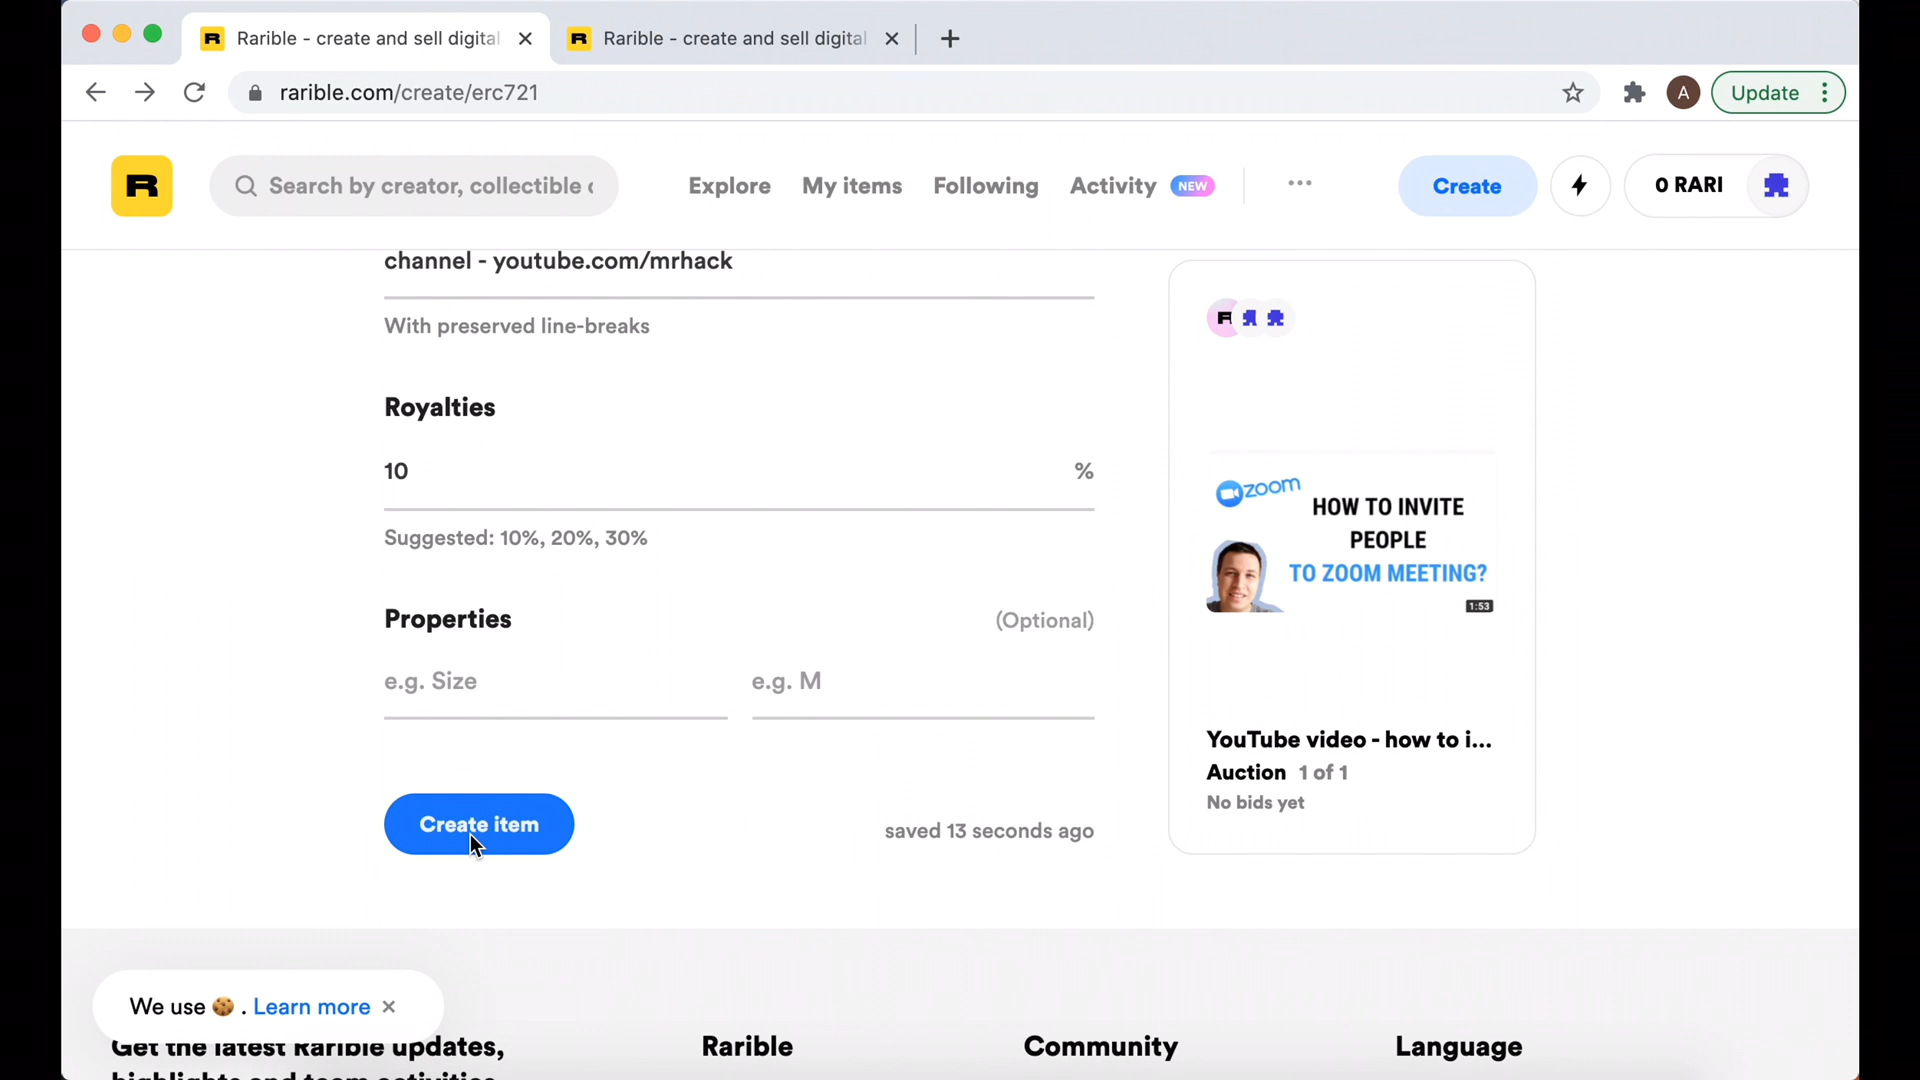 Rarible - create and sell digital
Rarible - create and sell digital
rarible.com/create/erc721
A
Update
R
Search by creator, collectible
Explore
My items
Following
Activity
NEW
Create
0 RARI
channel - youtube.com/mrhack
With preserved line-breaks
Royalties
10
%
Suggested: 10%, 20%, 30%
Properties
(Optional)
e.g. Size
e.g. M
Create item
saved 13 seconds ago
zoom
HOW TO INVITE
PEOPLE
TO ZOOM MEETING?
1:53
YouTube video - how to i...
Auction 1 of 1
No bids yet
We use 🍪 . Learn more
Get the latest Rarible updates,
highlights and team activities
Rarible
Community
Language